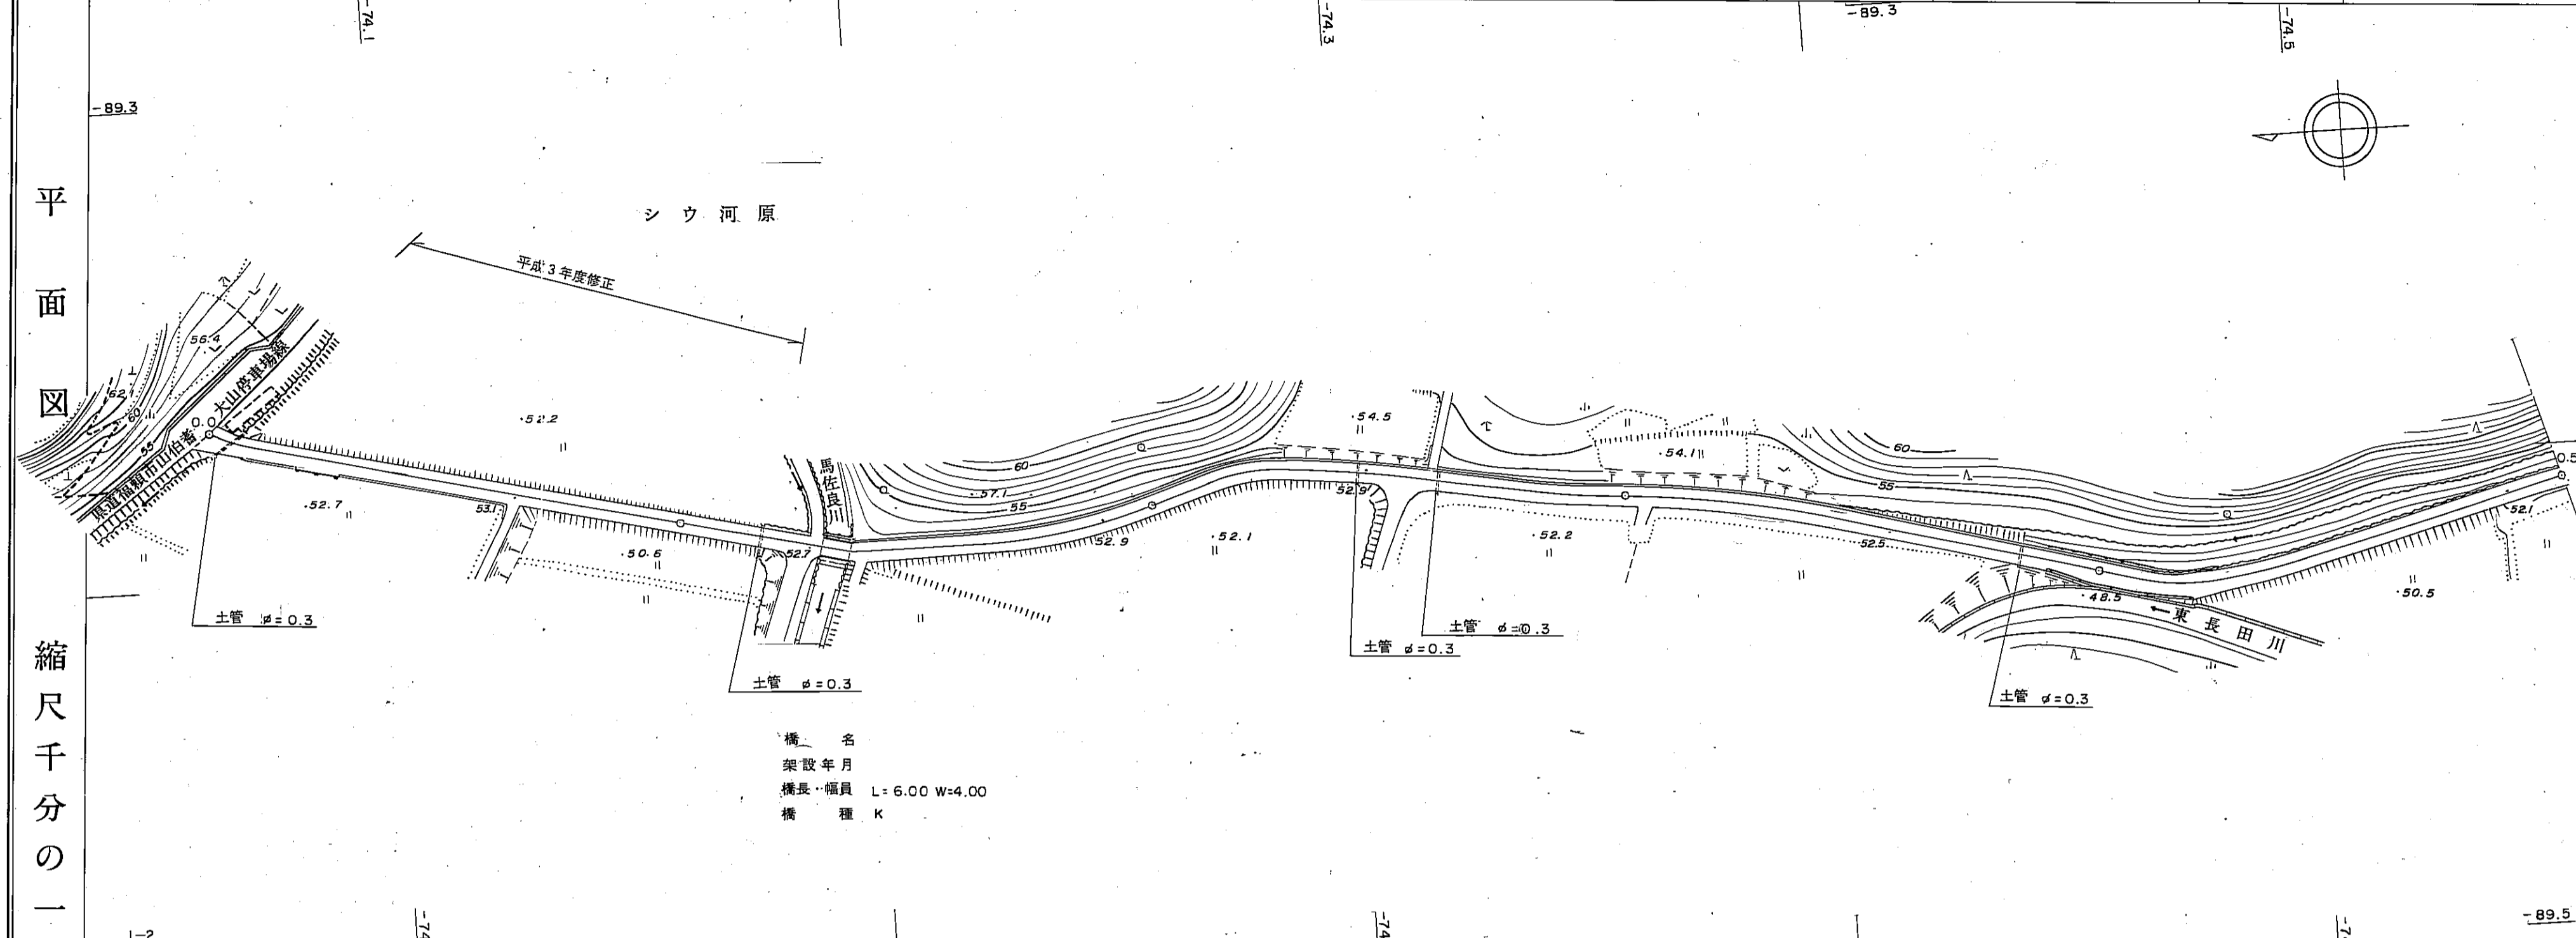 平面図
縮尺千分の一
-74.1
-74.3
-89.3
-74.5
-89.3
シウ河原
平成3年度修正
56.4
62.1
60
55
0.0
大山停車場線
県道福頼市山伯耆
52.2
52.7
53.1
50.6
52.7
馬佐良川
57.1
60
55
52.9
52.1
54.5
52.9
54.1
52.2
60
55
52.5
48.5
東長田川
52.1
50.5
0.5
土管 φ=0.3
土管 φ=0.3
土管 φ=0.3
土管 φ=0.3
土管 φ=0.3
橋名
架設年月
橋長・幅員 L=6.00 W=4.00
橋種 K
1-2
-89.5